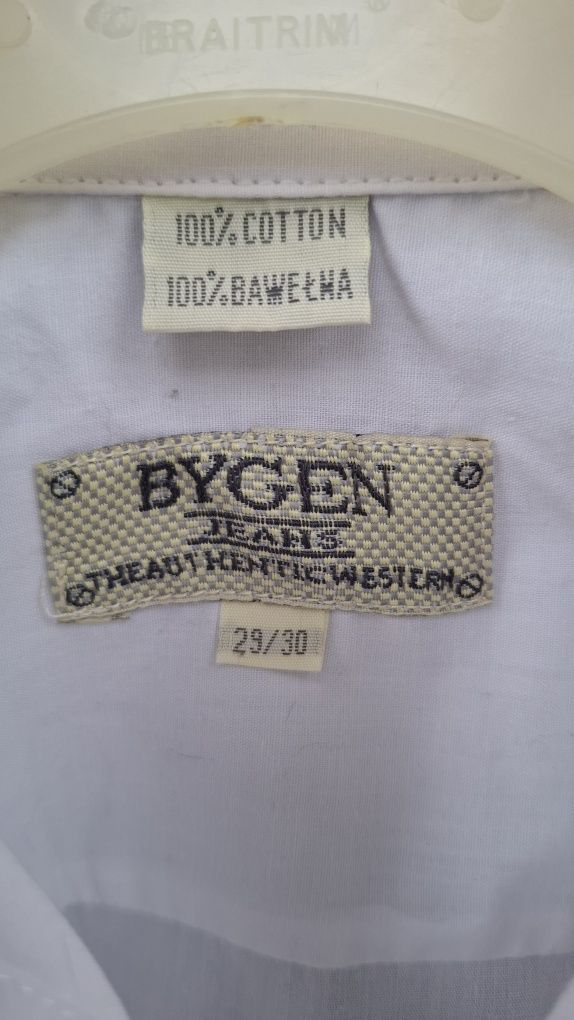 BRAITRIM
100% COTTON
100% BAWEŁNA
BYGEN
JEANS
THE AUTHENTIC WESTERN
29/30